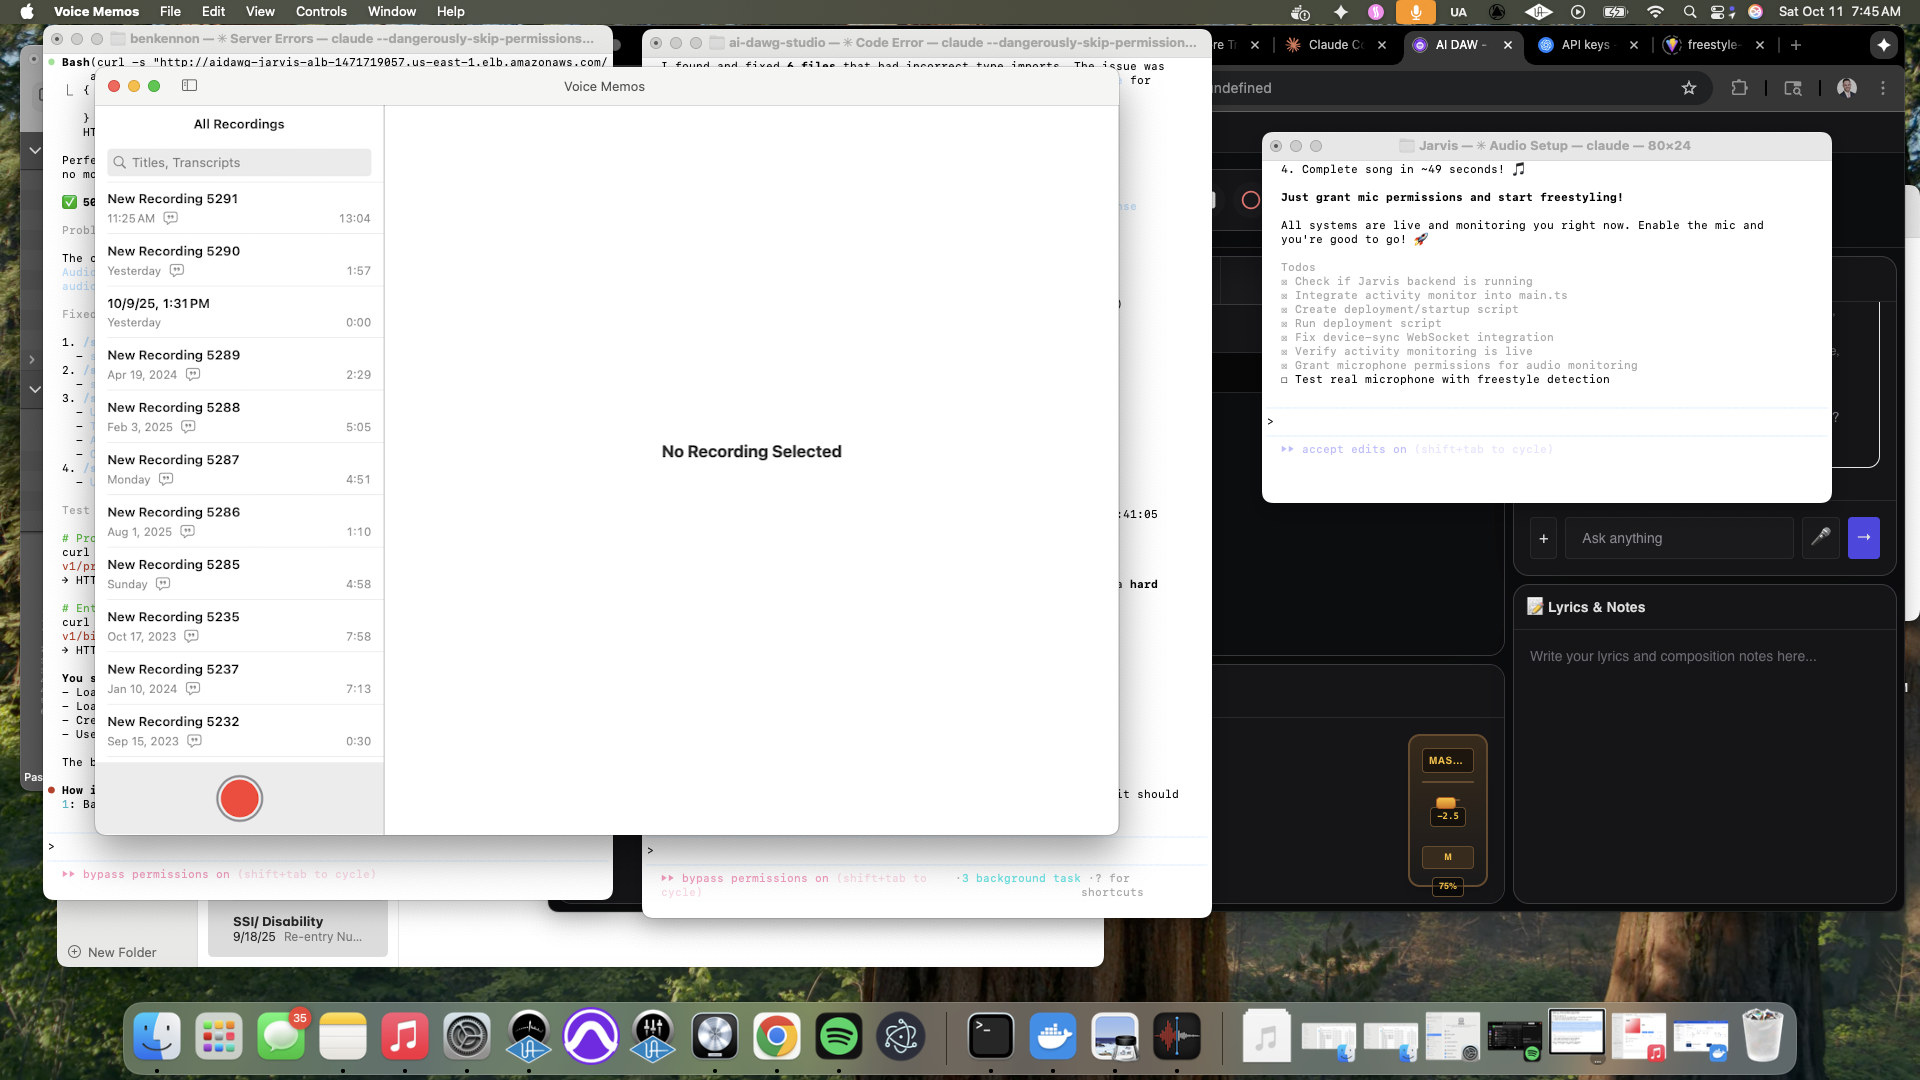 Voice Memos File Edit View Controls Window Help
UA
Sat Oct 11 7:45 AM
benkennon — ✳ Server Errors — claude --dangerously-skip-permissions...
Bash(curl -s "http://aidawg-jarvis-alb-1471719057.us-east-1.elb.amazonaws.com/
Perfe
no mo
✅ 50
Probl
The c
Audio
audio
Fixed
1. /s
2. /s
3. /s
4. /s
Test
# Pro
curl
v1/pr
→ HTT
# Ent
curl
v1/bi
→ HTT
You s
– Loa
– Loa
– Cre
– Use
The b
How i
1: Ba
>
▸▸ bypass permissions on (shift+tab to cycle)
Pas
Voice Memos
All Recordings
Titles, Transcripts
New Recording 5291
11:25 AM 13:04
New Recording 5290
Yesterday 1:57
10/9/25, 1:31 PM
Yesterday 0:00
New Recording 5289
Apr 19, 2024 2:29
New Recording 5288
Feb 3, 2025 5:05
New Recording 5287
Monday 4:51
New Recording 5286
Aug 1, 2025 1:10
New Recording 5285
Sunday 4:58
New Recording 5235
Oct 17, 2023 7:58
New Recording 5237
Jan 10, 2024 7:13
New Recording 5232
Sep 15, 2023 0:30
No Recording Selected
ai-dawg-studio — ✳ Code Error — claude --dangerously-skip-permission...
I found and fixed 6 files that had incorrect type imports. The issue was
for
nse
)
:41:05
a hard
it should
>
▸▸ bypass permissions on (shift+tab to cycle) · 3 background task · ? for shortcuts
re Tr
Claude Co
AI DAW -
API keys
freestyle-
undefined
Jarvis — ✳ Audio Setup — claude — 80×24
4. Complete song in ~49 seconds! 🎵
Just grant mic permissions and start freestyling!
All systems are live and monitoring you right now. Enable the mic and
you're good to go! 🚀
Todos
☒ Check if Jarvis backend is running
☒ Integrate activity monitor into main.ts
☒ Create deployment/startup script
☒ Run deployment script
☒ Fix device-sync WebSocket integration
☒ Verify activity monitoring is live
☒ Grant microphone permissions for audio monitoring
☐ Test real microphone with freestyle detection
>
▸▸ accept edits on (shift+tab to cycle)
?
+ Ask anything →
📝 Lyrics & Notes
Write your lyrics and composition notes here...
MAS...
-2.5
M
75%
SSI/ Disability
9/18/25 Re-entry Nu...
New Folder
35